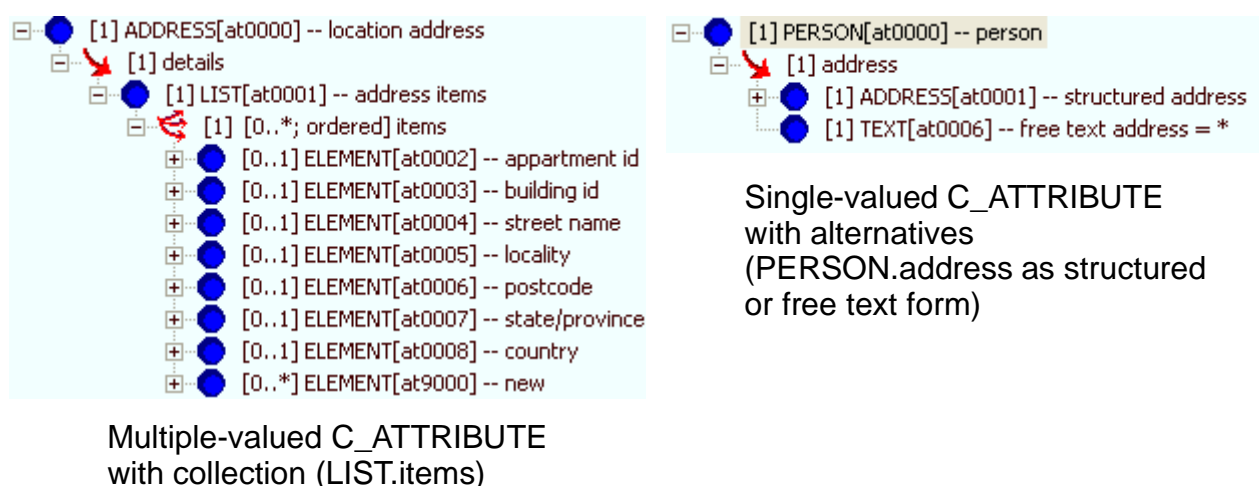 [1] ADDRESS[at0000] -- location address
[1] details
[1] LIST[at0001] -- address items
[1] [0..*; ordered] items
[0..1] ELEMENT[at0002] -- appartment id
[0..1] ELEMENT[at0003] -- building id
[0..1] ELEMENT[at0004] -- street name
[0..1] ELEMENT[at0005] -- locality
[0..1] ELEMENT[at0006] -- postcode
[0..1] ELEMENT[at0007] -- state/province
[0..1] ELEMENT[at0008] -- country
[0..*] ELEMENT[at9000] -- new
Multiple-valued C_ATTRIBUTE
with collection (LIST.items)
[1] PERSON[at0000] -- person
[1] address
[1] ADDRESS[at0001] -- structured address
[1] TEXT[at0006] -- free text address = *
Single-valued C_ATTRIBUTE
with alternatives
(PERSON.address as structured
or free text form)